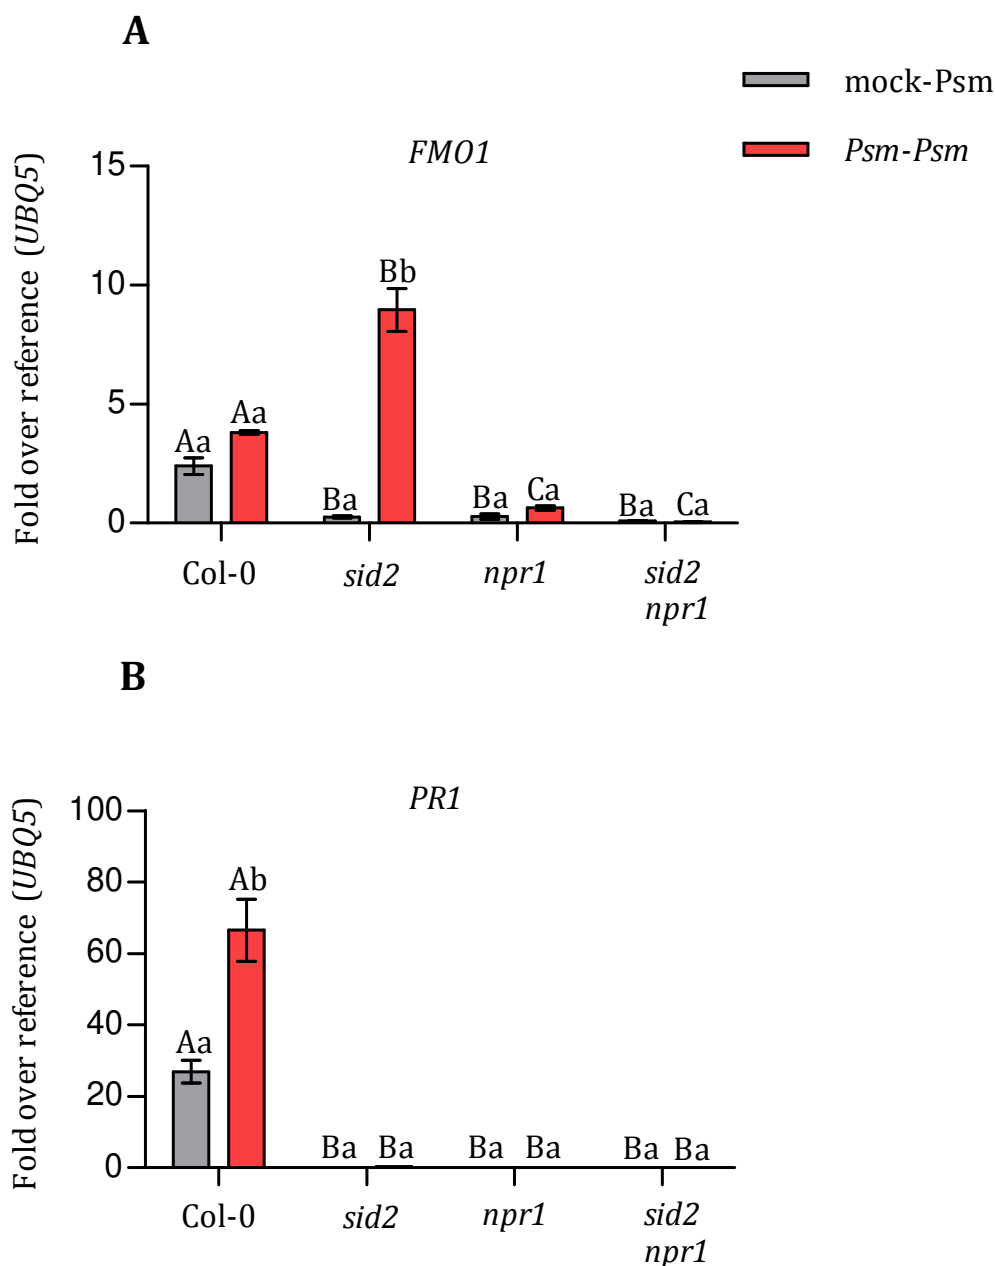 A
mock-Psm
Psm-Psm
FMO1
Fold over reference (UBQ5)
15
10
5
0
Aa
Aa
Ba
Bb
Ba
Ca
Ba
Ca
Col-0
sid2
npr1
sid2
npr1
B
PR1
Fold over reference (UBQ5)
100
80
60
40
20
0
Aa
Ab
Ba
Ba
Ba
Ba
Ba
Ba
Col-0
sid2
npr1
sid2
npr1